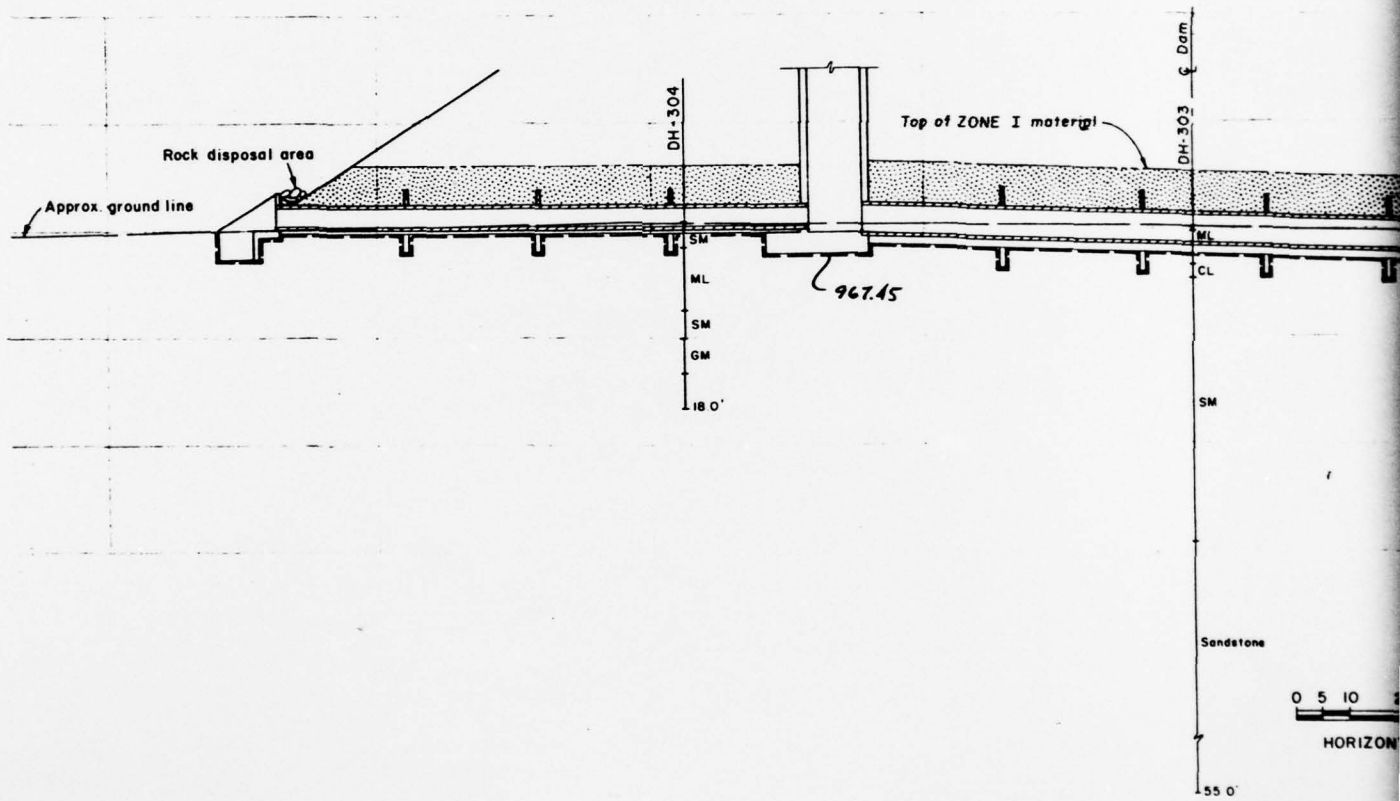 ℄ Dam
DH-303
DH-304
Top of ZONE I material
Rock disposal area
Approx. ground line
SM
ML
SM
GM
18.0'
967.45
ML
CL
SM
Sandstone
0 5 10
HORIZON
55.0'